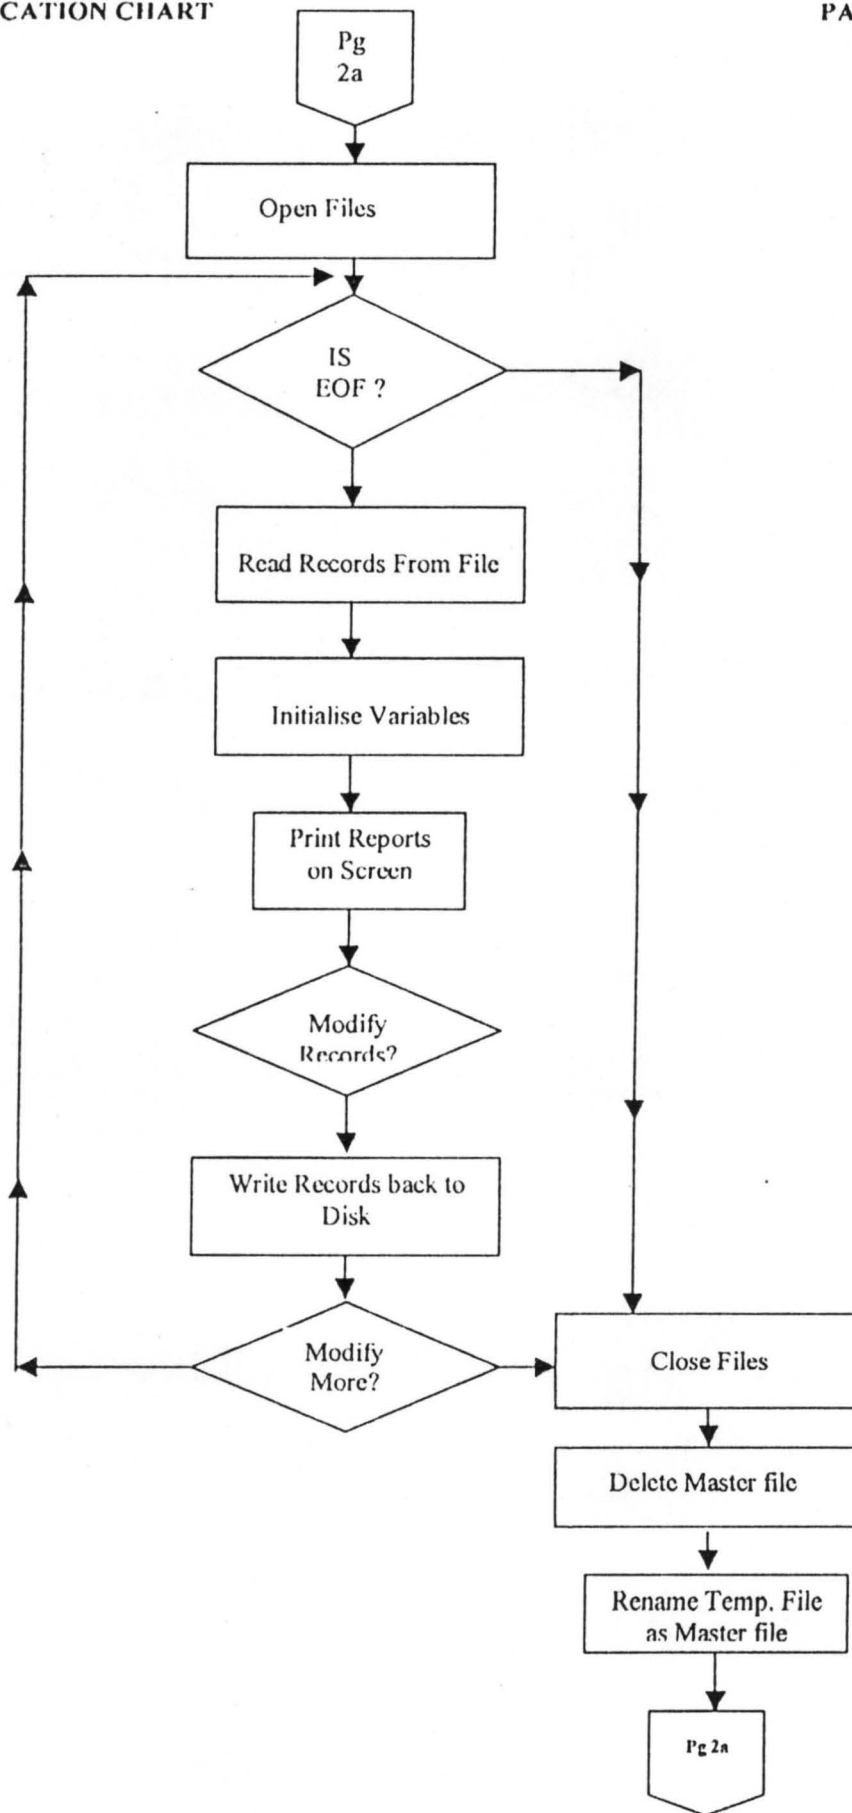 CATION CHART
PA
Pg
2a
Open Files
IS
EOF ?
Read Records From File
Initialise Variables
Print Reports
on Screen
Modify
Records?
Write Records back to
Disk
Modify
More?
Close Files
Delete Master file
Rename Temp. File
as Master file
Pg 2a